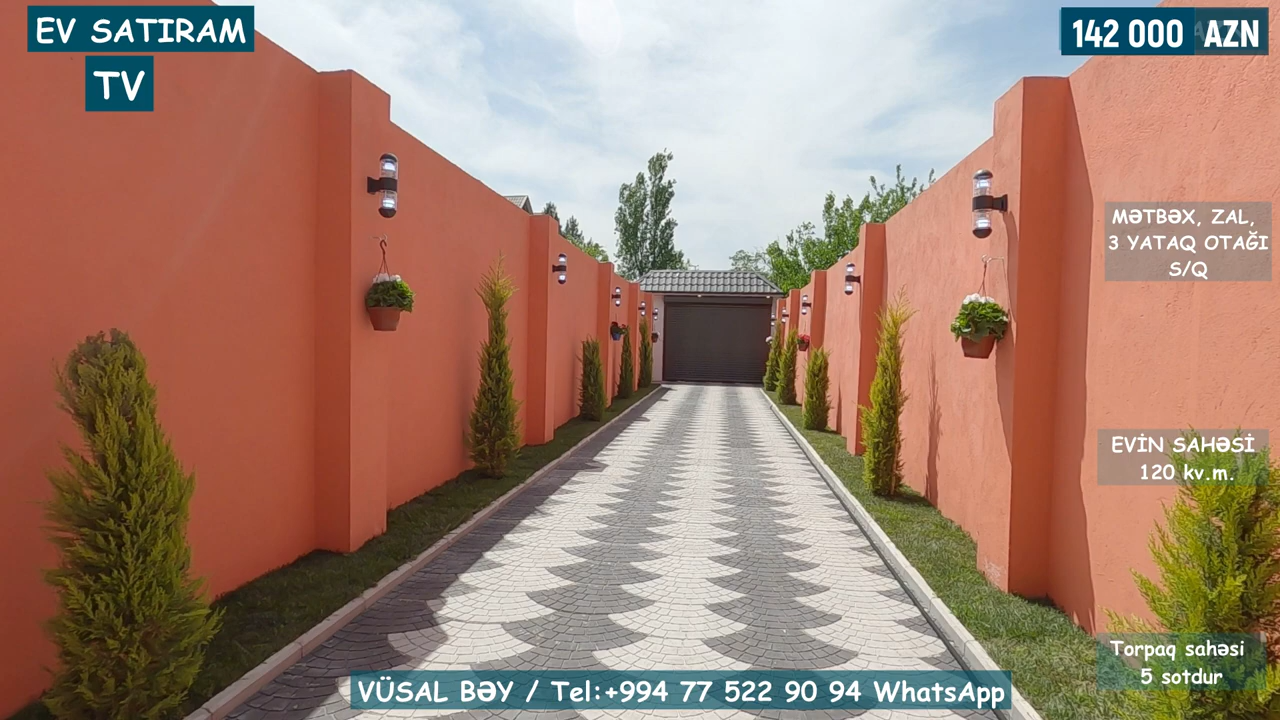 EV SATIRAM
TV
142 000 AZN
MƏTBƏX, ZAL,
3 YATAQ OTAĞI
S/Q
EVİN SAHƏSİ
120 kv.m.
Torpaq sahəsi
5 sotdur
VÜSAL BƏY / Tel:+994 77 522 90 94 WhatsApp